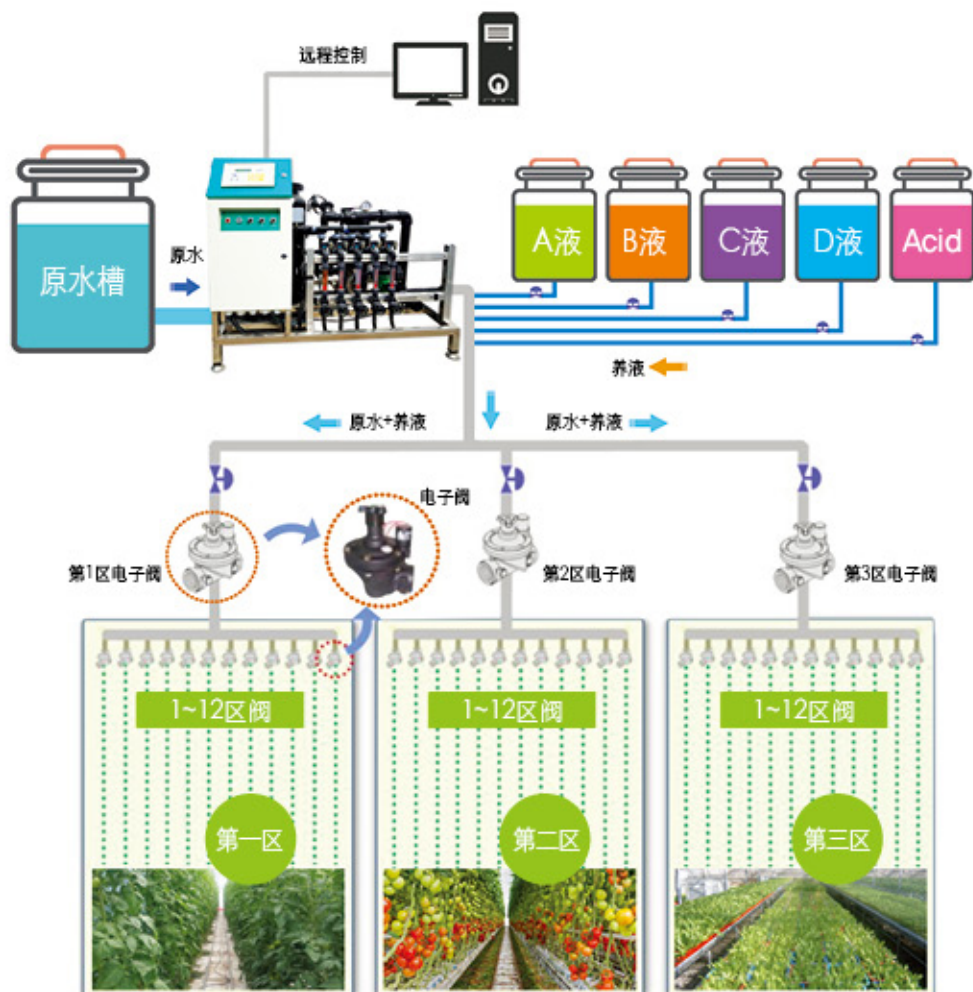 远程控制
原水槽
原水
A液
B液
C液
D液
Acid
养液
原水+养液
原水+养液
电子阀
第1区电子阀
第2区电子阀
第3区电子阀
1~12区阀
1~12区阀
1~12区阀
第一区
第二区
第三区